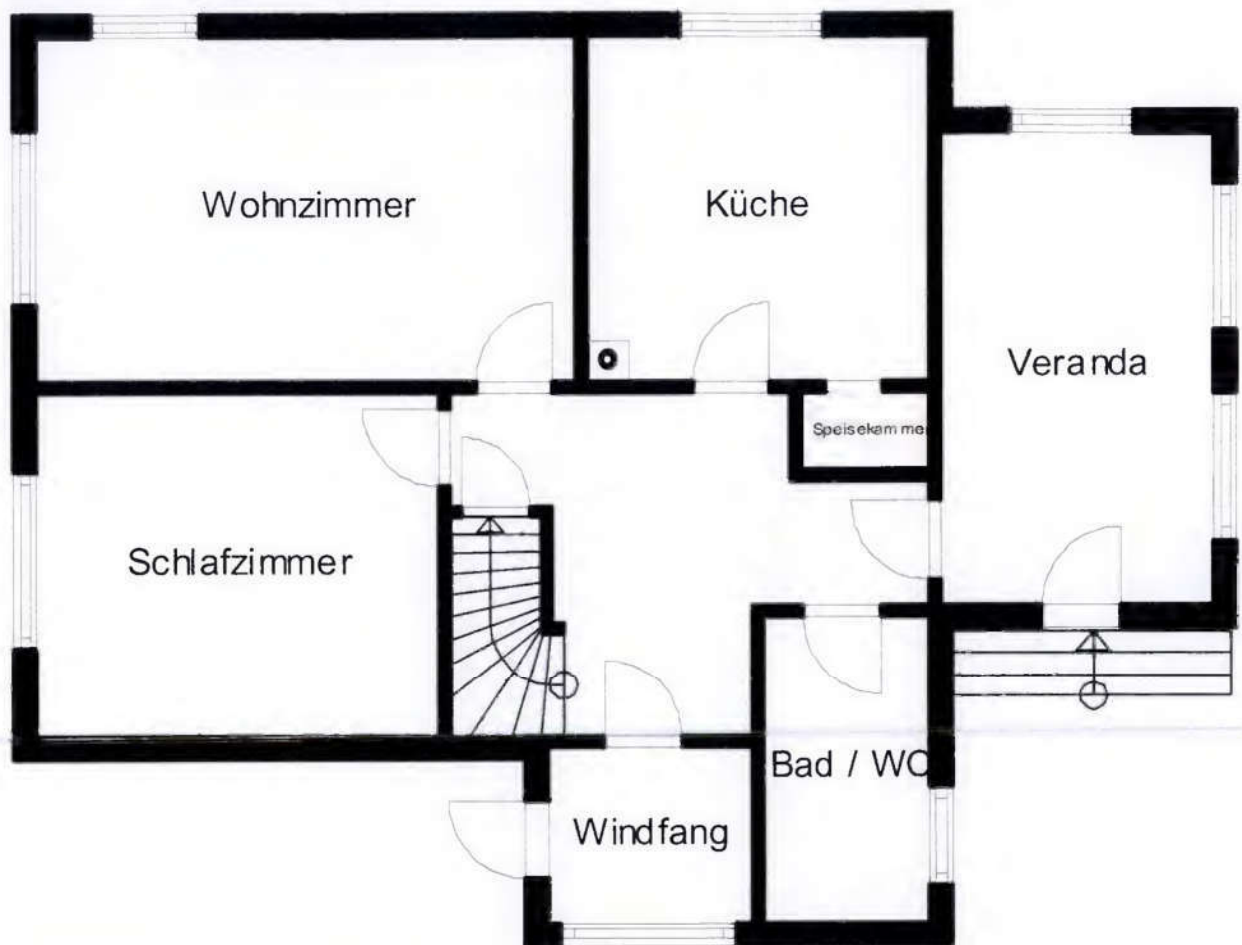 Wohnzimmer
Küche
Veranda
Speisekammer
Schlafzimmer
Bad / WC
Windfang